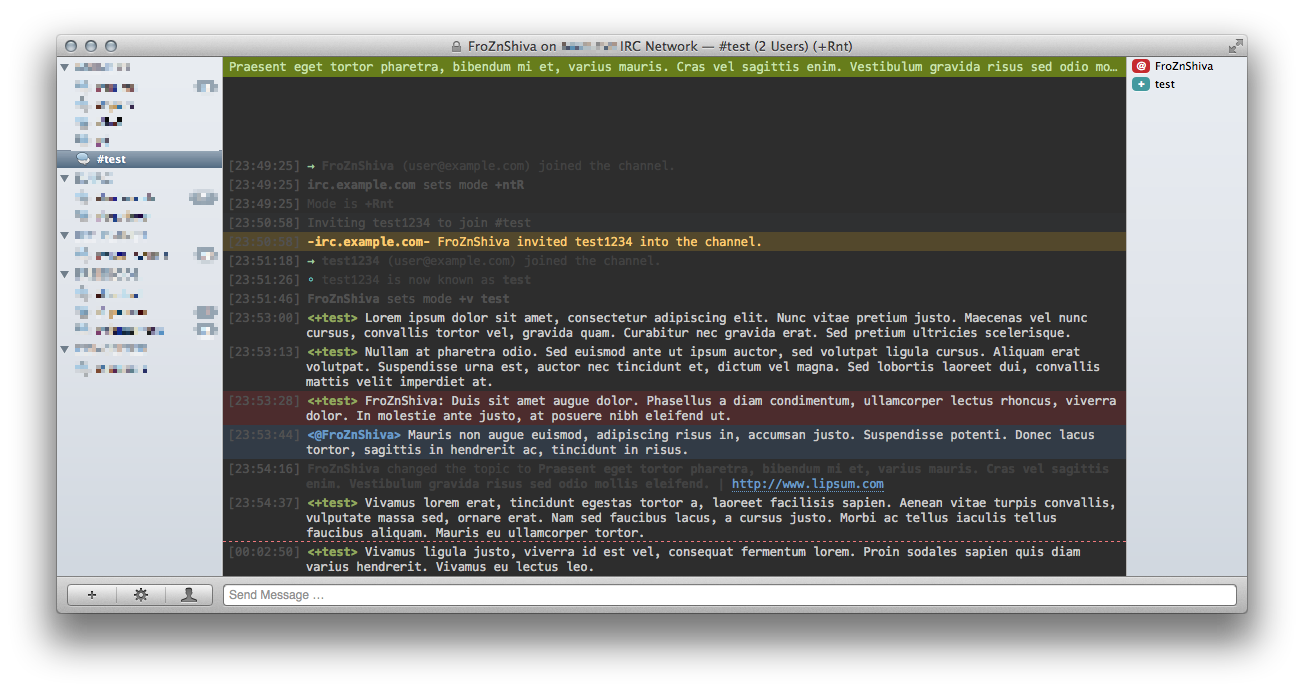 FroZnShiva on IRC Network — #test (2 Users) (+Rnt)
Praesent eget tortor pharetra, bibendum mi et, varius mauris. Cras vel sagittis enim. Vestibulum gravida risus sed odio mo…
@ FroZnShiva
+ test
#test
[23:49:25] → FroZnShiva (user@example.com) joined the channel.
[23:49:25] irc.example.com sets mode +ntR
[23:49:25] Mode is +Rnt
[23:50:58] Inviting test1234 to join #test
[23:50:58] -irc.example.com- FroZnShiva invited test1234 into the channel.
[23:51:18] → test1234 (user@example.com) joined the channel.
[23:51:26] ∘ test1234 is now known as test
[23:51:46] FroZnShiva sets mode +v test
[23:53:00] <+test> Lorem ipsum dolor sit amet, consectetur adipiscing elit. Nunc vitae pretium justo. Maecenas vel nunc
cursus, convallis tortor vel, gravida quam. Curabitur nec gravida erat. Sed pretium ultricies scelerisque.
[23:53:13] <+test> Nullam at pharetra odio. Sed euismod ante ut ipsum auctor, sed volutpat ligula cursus. Aliquam erat
volutpat. Suspendisse urna est, auctor nec tincidunt et, dictum vel magna. Sed lobortis laoreet dui, convallis
mattis velit imperdiet at.
[23:53:28] <+test> FroZnShiva: Duis sit amet augue dolor. Phasellus a diam condimentum, ullamcorper lectus rhoncus, viverra
dolor. In molestie ante justo, at posuere nibh eleifend ut.
[23:53:44] <@FroZnShiva> Mauris non augue euismod, adipiscing risus in, accumsan justo. Suspendisse potenti. Donec lacus
tortor, sagittis in hendrerit ac, tincidunt in risus.
[23:54:16] FroZnShiva changed the topic to Praesent eget tortor pharetra, bibendum mi et, varius mauris. Cras vel sagittis
enim. Vestibulum gravida risus sed odio mollis eleifend. | http://www.lipsum.com
[23:54:37] <+test> Vivamus lorem erat, tincidunt egestas tortor a, laoreet facilisis sapien. Aenean vitae turpis convallis,
vulputate massa sed, ornare erat. Nam sed faucibus lacus, a cursus justo. Morbi ac tellus iaculis tellus
faucibus aliquam. Mauris eu ullamcorper tortor.
[00:02:50] <+test> Vivamus ligula justo, viverra id est vel, consequat fermentum lorem. Proin sodales sapien quis diam
varius hendrerit. Vivamus eu lectus leo.
Send Message …